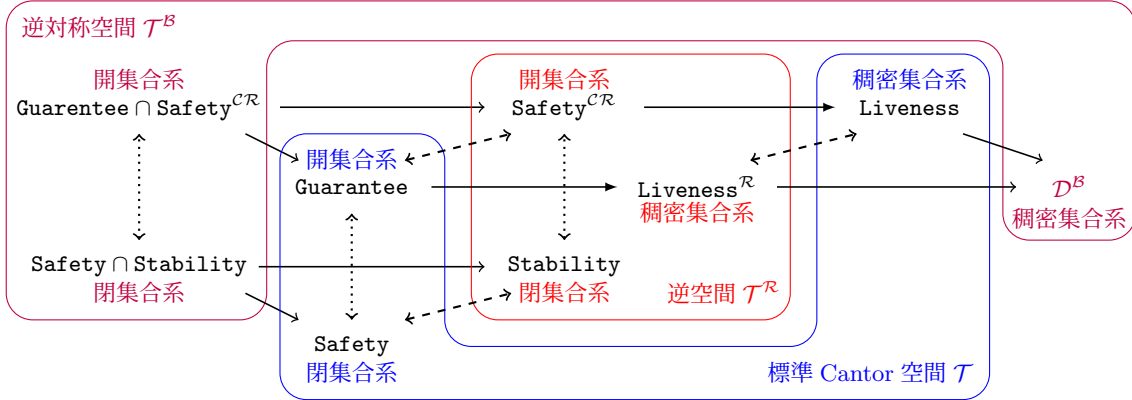 逆対称空間 𝒯^ℬ
開集合系
Guarentee ∩ Safety^𝒞ℛ
開集合系
Safety^𝒞ℛ
稠密集合系
Liveness
開集合系
Guarantee
Liveness^ℛ
稠密集合系
𝒟^ℬ
稠密集合系
Safety ∩ Stability
閉集合系
Stability
閉集合系
逆空間 𝒯^ℛ
Safety
閉集合系
標準 Cantor 空間 𝒯